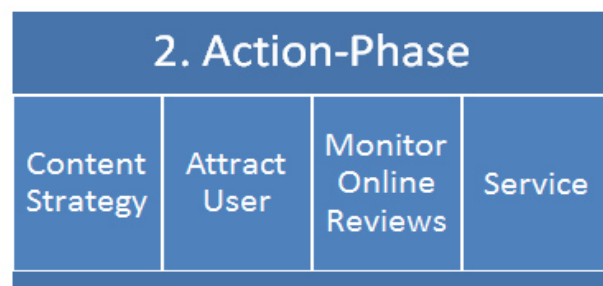 2. Action-Phase
Content
Strategy
Attract
User
Monitor
Online
Reviews
Service